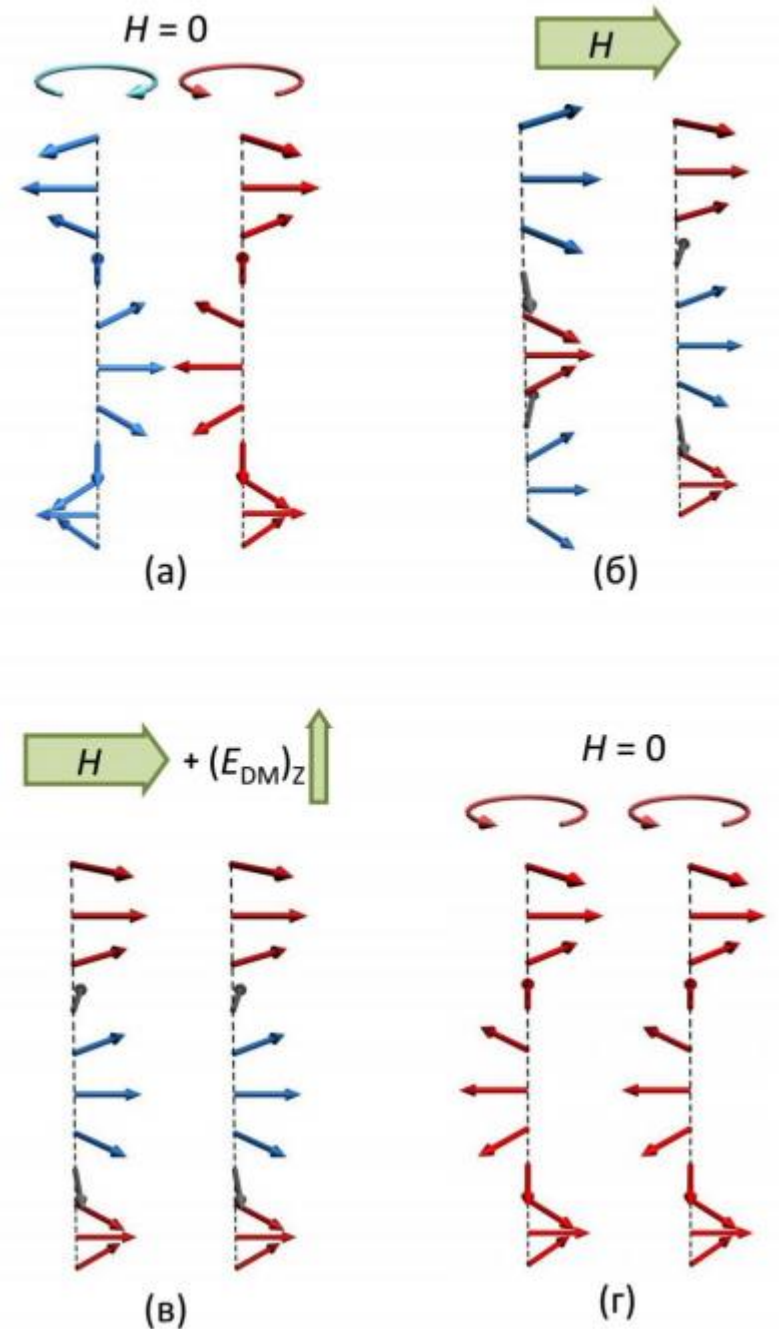 H = 0
H
(а)
(б)
H + (E_DM)_Z
H = 0
(в)
(г)